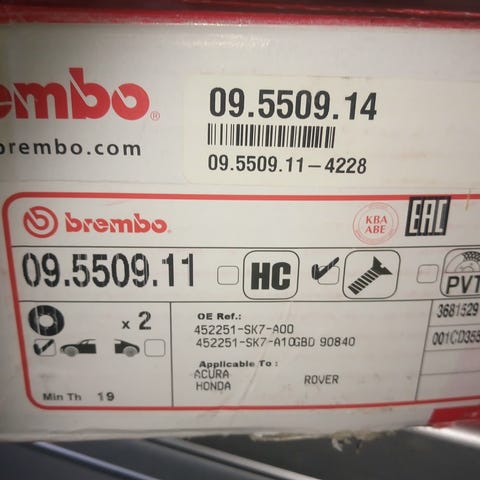 embo®
brembo.com
09.5509.14
09.5509.11-4228
brembo®
KBA
ABE
EAC
09.5509.11
HC
PVT
x 2
OE Ref.:
452251-SK7-A00
452251-SK7-A10GBD 90840
3681529
001CD355
Applicable To :
ACURA
HONDA ROVER
Min Th 19